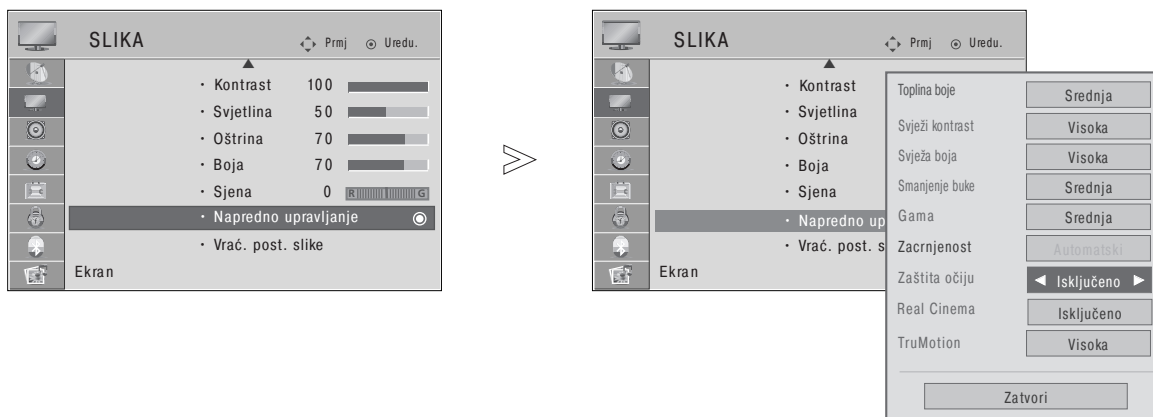 SLIKA Prmj Uredu.
• Kontrast 100
• Svjetlina 50
• Oštrina 70
• Boja 70
• Sjena 0 R G
• Napredno upravljanje
• Vrać. post. slike
Ekran
SLIKA Prmj Uredu.
• Kontrast
• Svjetlina
• Oštrina
• Boja
• Sjena
• Napredno up
• Vrać. post. s
Ekran
Toplina boje Srednja
Svježi kontrast Visoka
Svježa boja Visoka
Smanjenje buke Srednja
Gama Srednja
Zacrnjenost Automatski
Zaštita očiju ◄ Isključeno ►
Real Cinema Isključeno
TruMotion Visoka
Zatvori